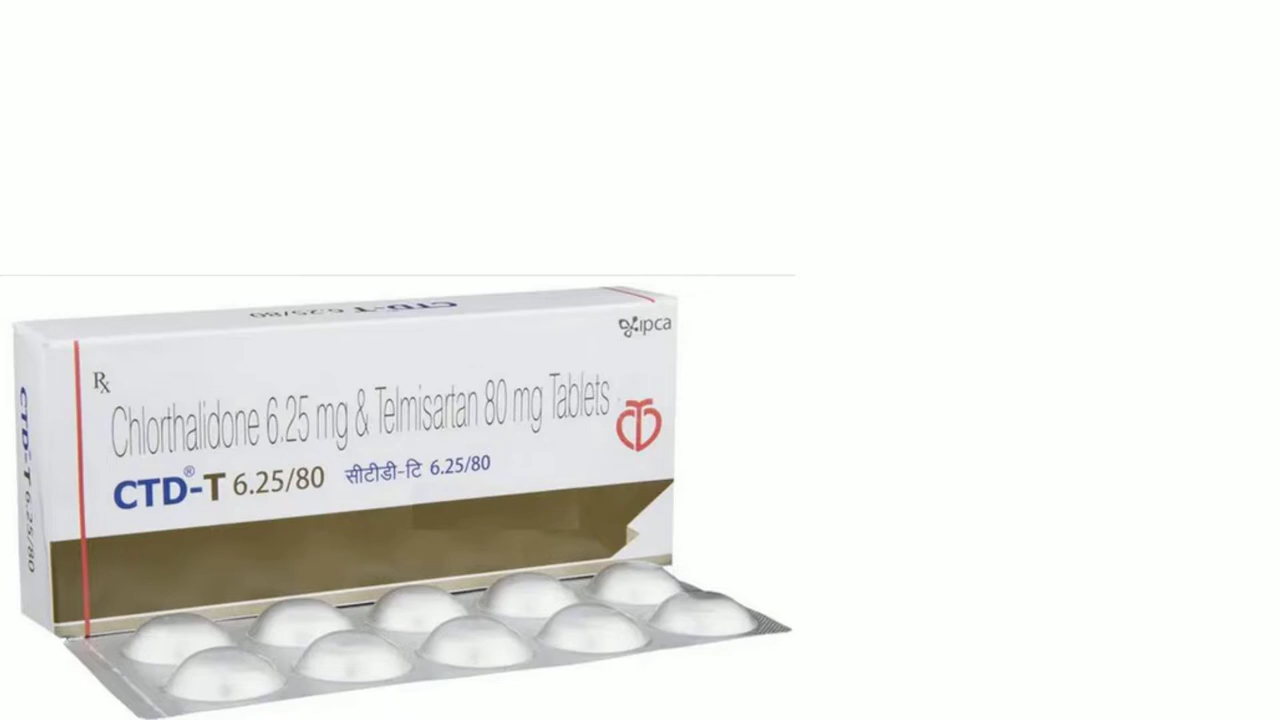 CTD-T 6.25/80
ipca
Rx
Chlorthalidone 6.25 mg & Telmisartan 80 mg Tablets
CTD®-T 6.25/80 सीटीडी-टि 6.25/80
CTD-T 6.25/80